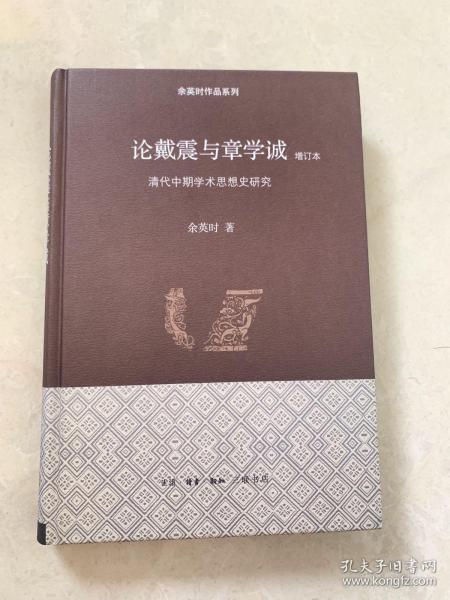 余英时作品系列
论戴震与章学诚 增订本
清代中期学术思想史研究
余英时 著
生活·讀書·新知 三联书店
孔夫子旧书网
www.kongfz.com